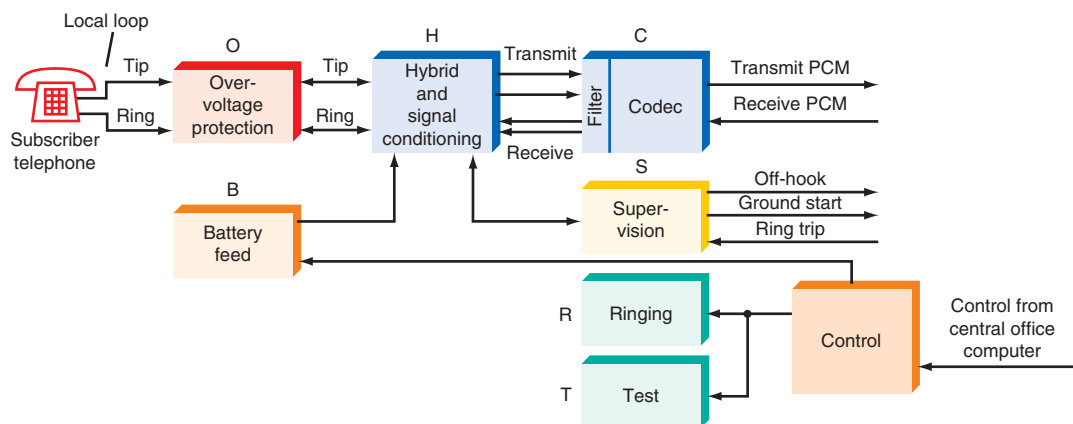 Local loop
O
H
C
Tip
Ring
Subscriber
telephone
Over-
voltage
protection
Tip
Ring
Hybrid
and
signal
conditioning
Transmit
Receive
Filter
Codec
Transmit PCM
Receive PCM
B
Battery
feed
S
Super-
vision
Off-hook
Ground start
Ring trip
R
Ringing
T
Test
Control
Control from
central office
computer